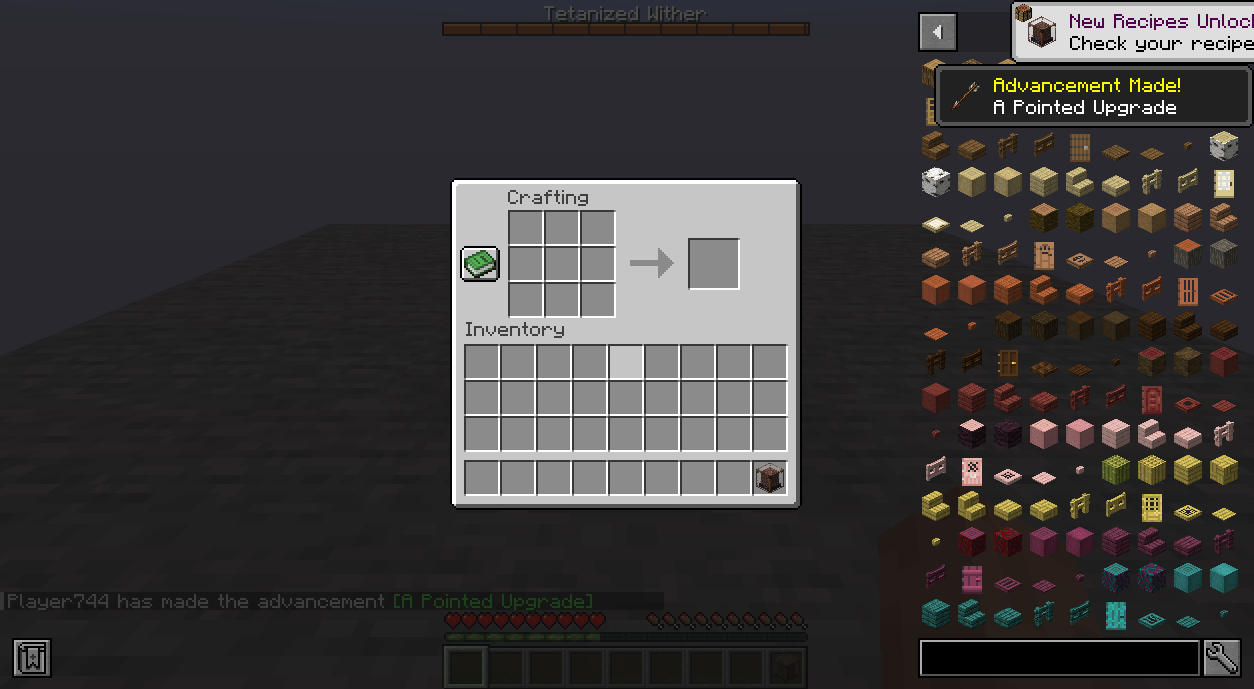 Tetanized Wither
New Recipes Unloc
Check your recipe
Advancement Made!
A Pointed Upgrade
Crafting
Inventory
Player744 has made the advancement [A Pointed Upgrade]